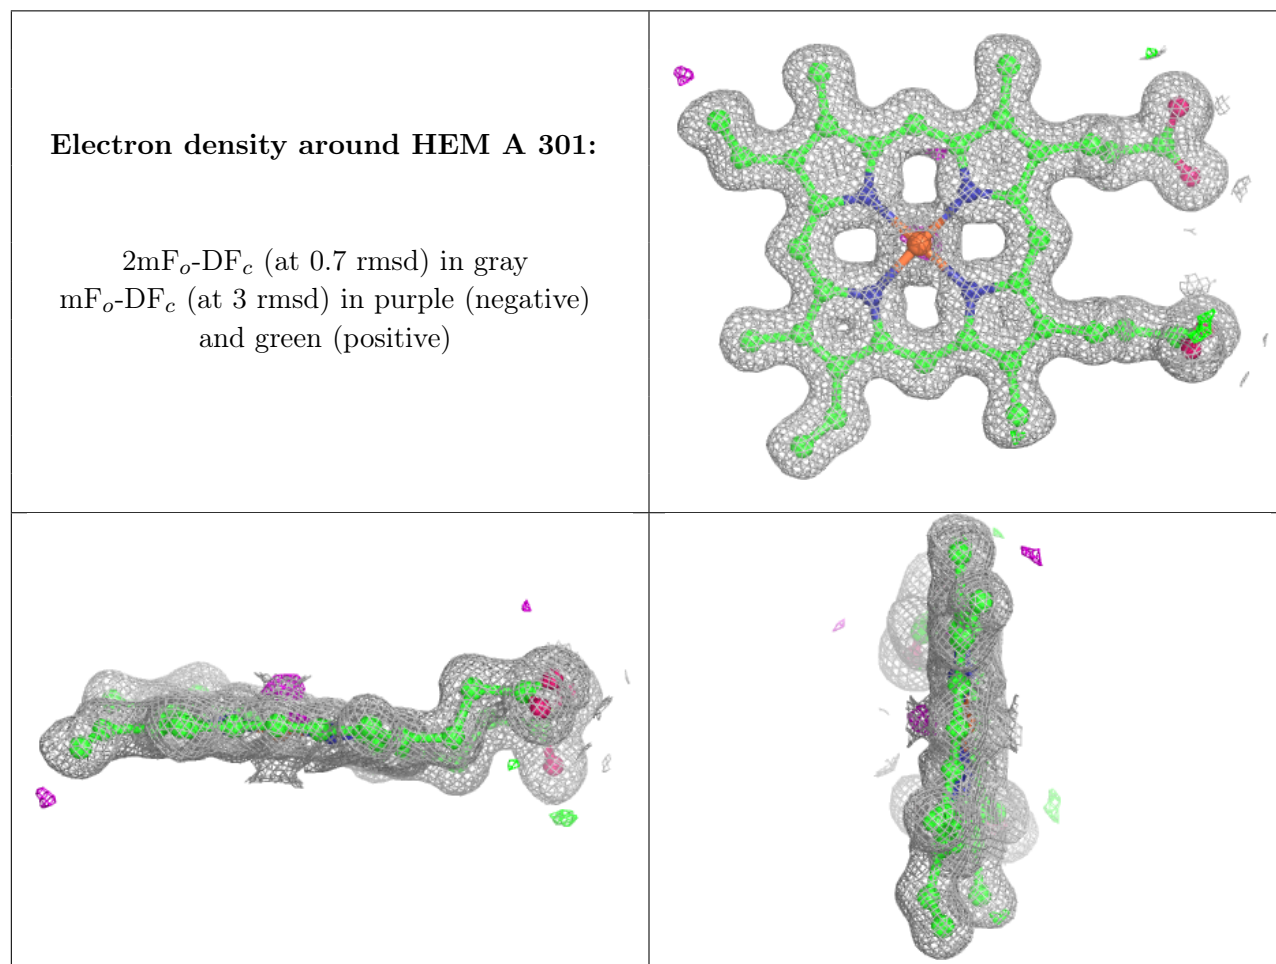 Electron density around HEM A 301:
2mFo-DFc (at 0.7 rmsd) in gray
mFo-DFc (at 3 rmsd) in purple (negative)
and green (positive)